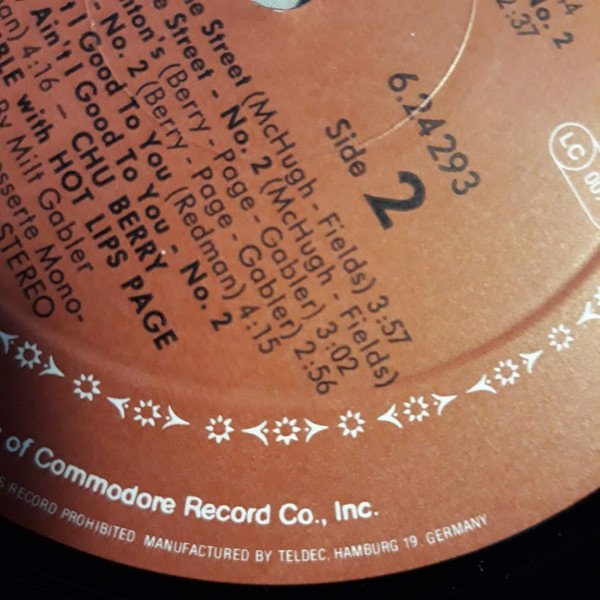 6.24293
Side 2
LC
No. 2
2:37
Street (McHugh - Fields) 3:57
Street - No. 2 (McHugh - Fields)
(Berry - Page - Gabler) 3:02
- No. 2 (Berry - Page - Gabler) 2:56
I Good To You (Redman) 4:15
Ain't I Good To You - No. 2
4:16 – CHU BERRY
with HOT LIPS PAGE
By Milt Gabler
Mono-
STEREO
of Commodore Record Co., Inc.
RECORD PROHIBITED. MANUFACTURED BY TELDEC, HAMBURG 19, GERMANY